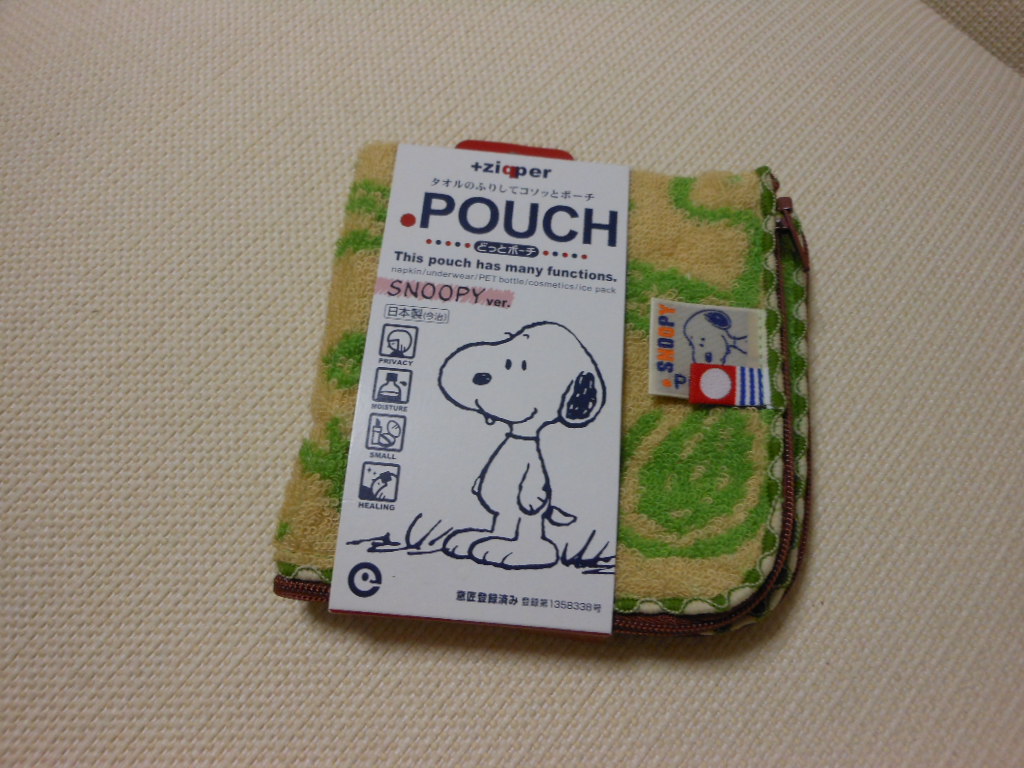 +zipper
タオルのふりしてコソッとポーチ
.POUCH
どっとポーチ
This pouch has many functions.
napkin/underwear/PET bottle/cosmetics/ice pack
SNOOPY ver.
日本製(今治)
PRIVACY
MOISTURE
SMALL
HEALING
意匠登録済み 登録第1358338号
SNOOPY